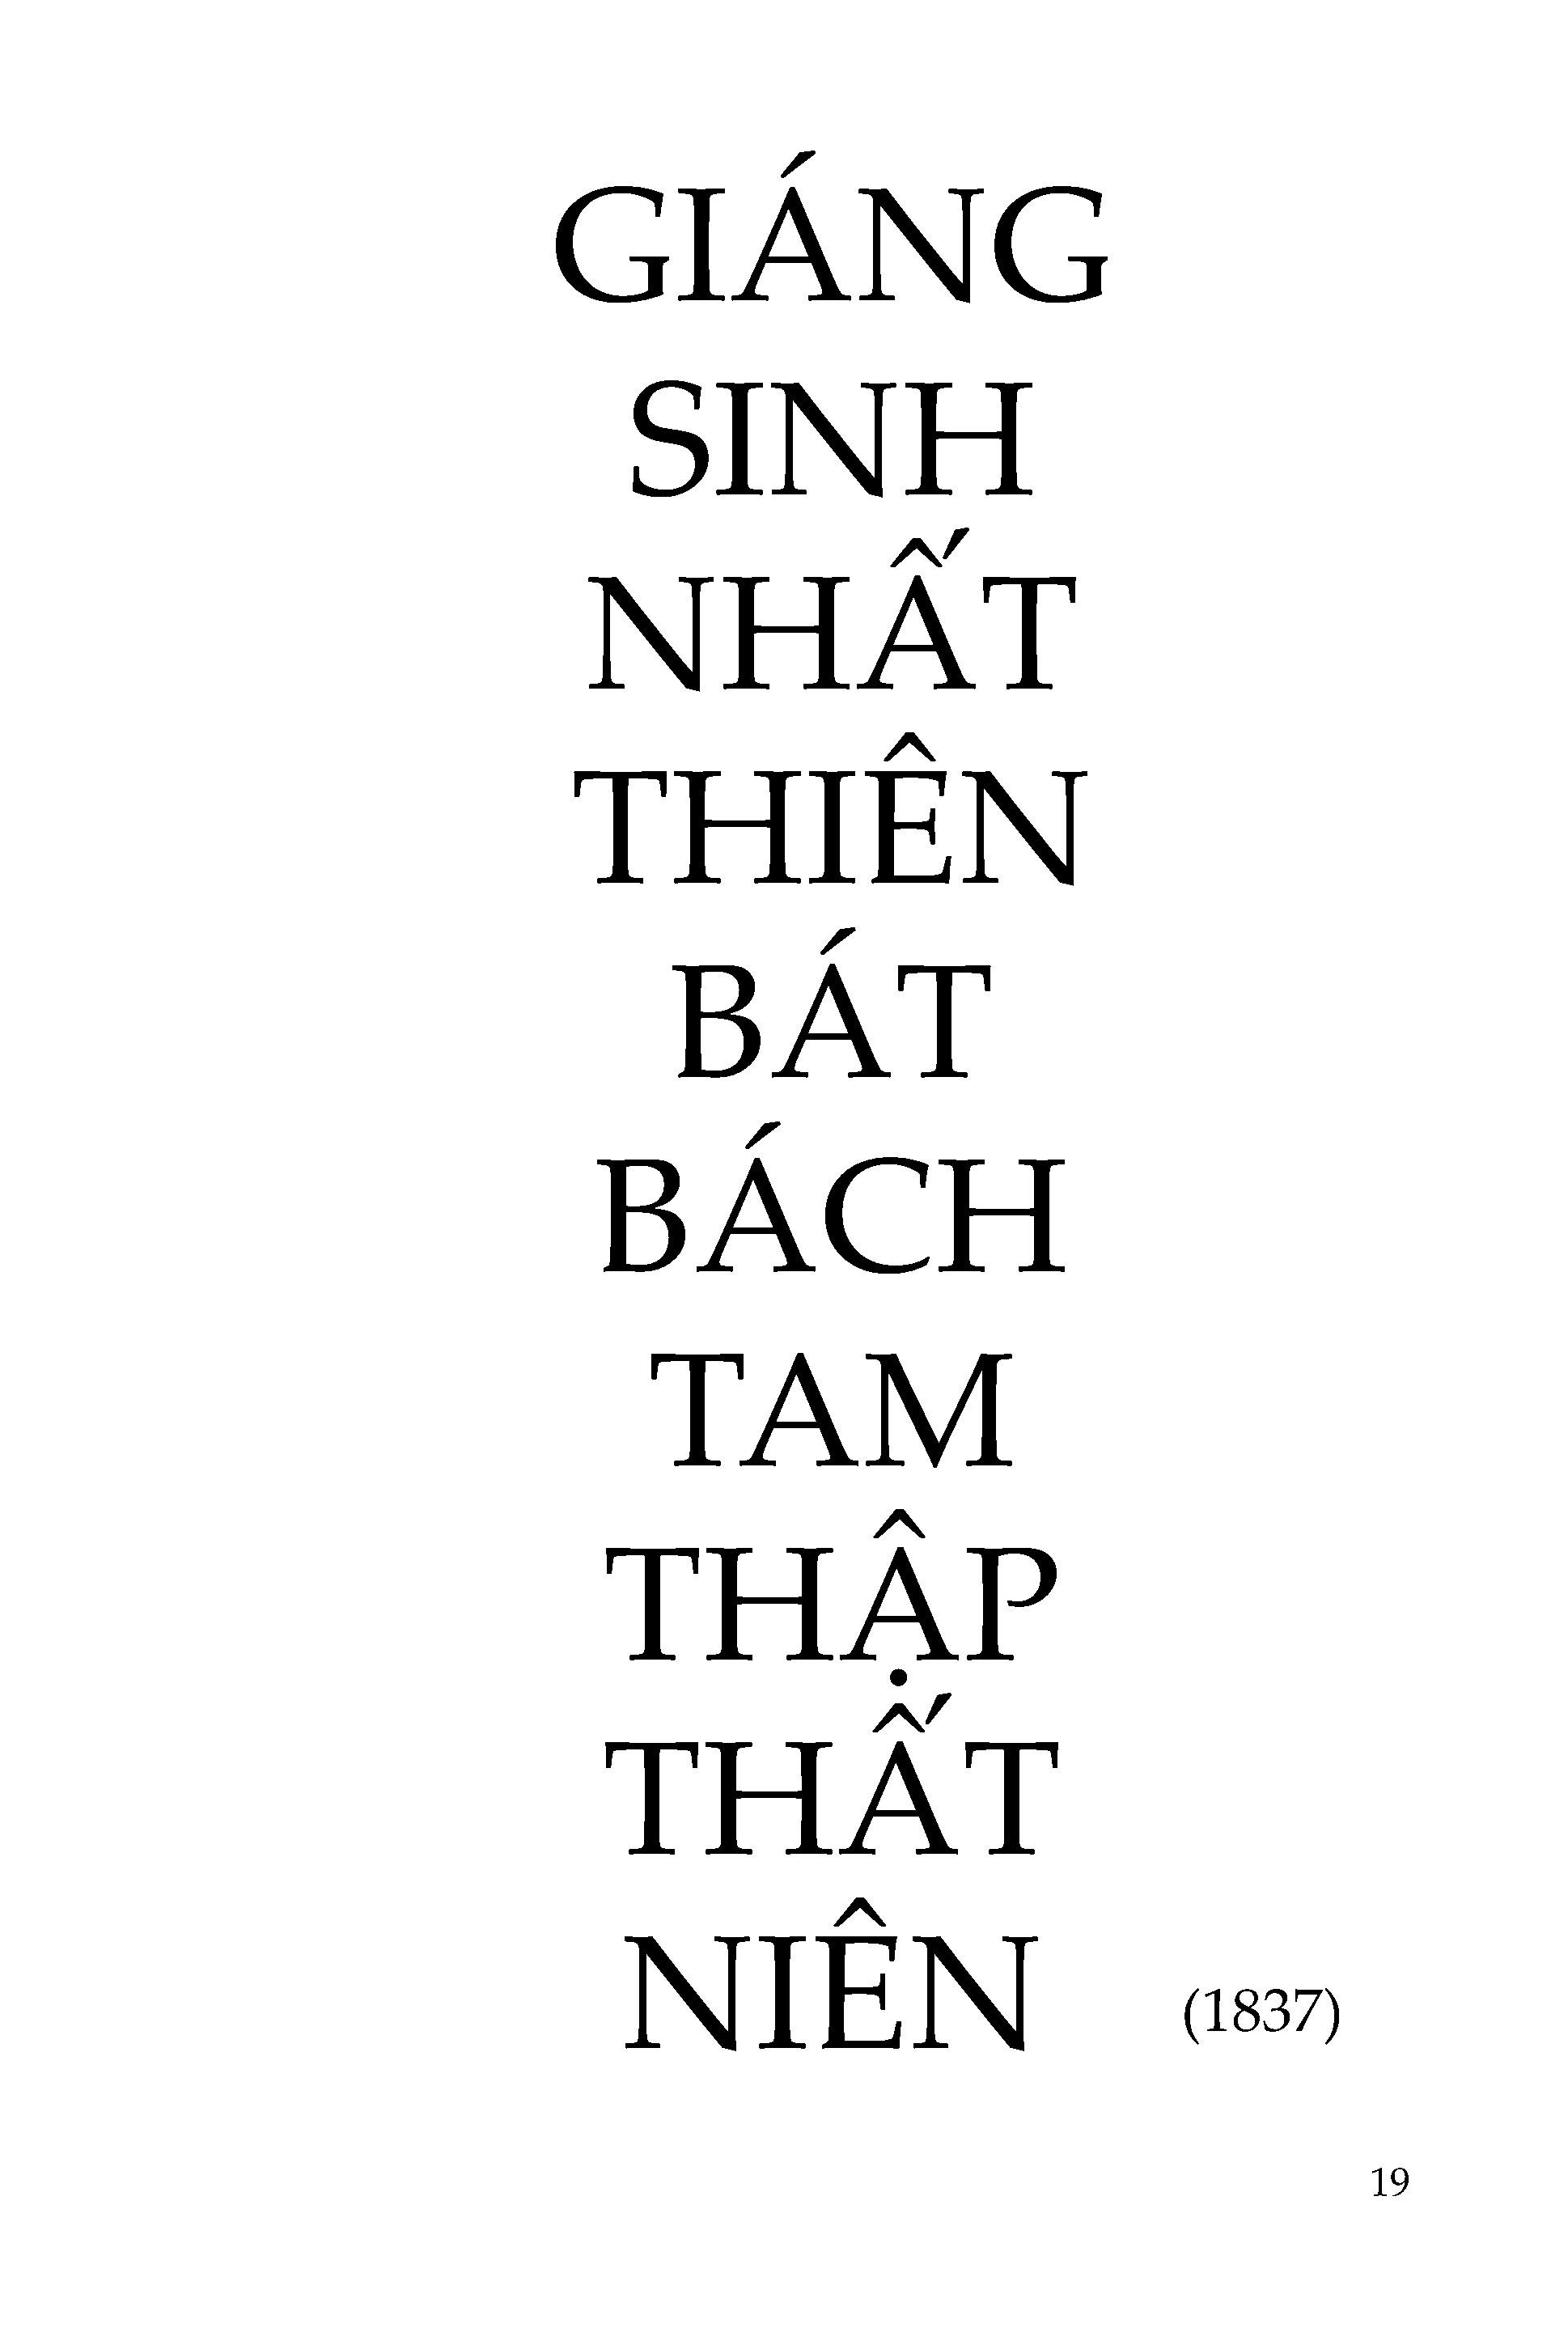 GIÁNG
SINH
NHẤT
THIÊN
BÁT
BÁCH
TAM
THẬP
THẤT
NIÊN (1837)
19